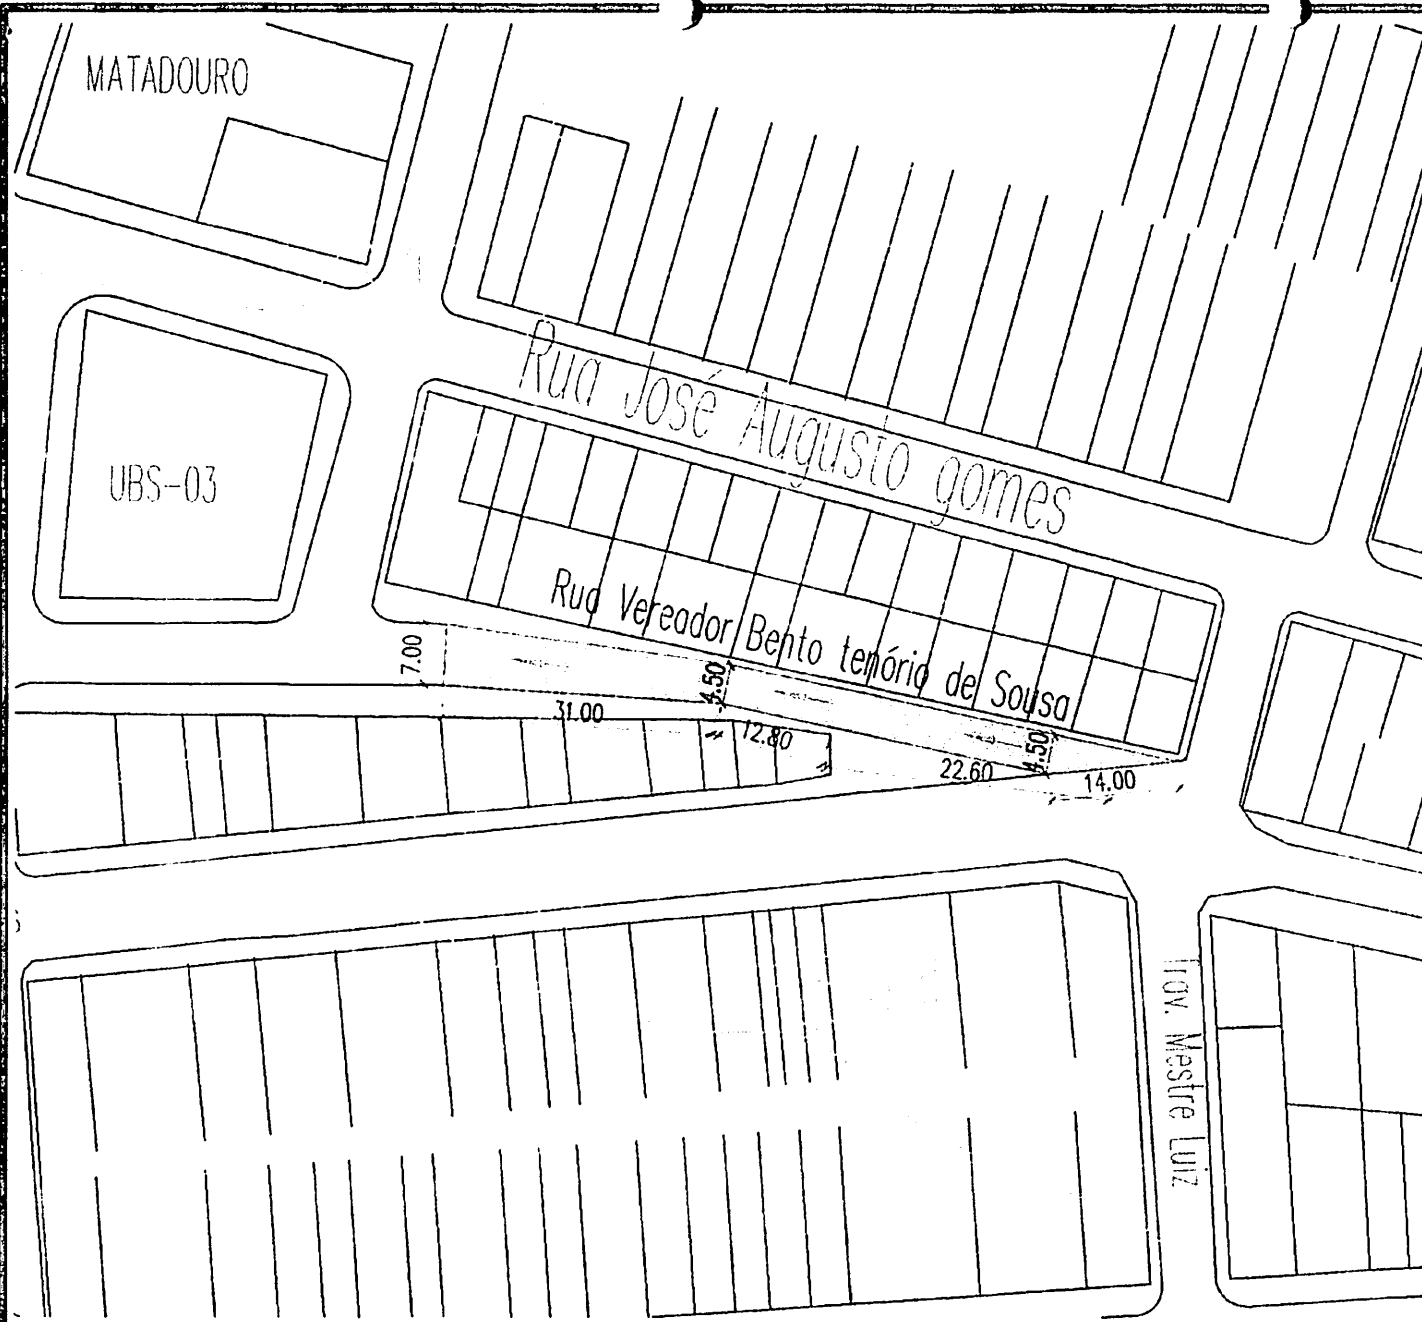 MATADOURO
Rua José Augusto gomes
UBS-03
Rua Vereador Bento tenório de Sousa
7.00
4.50
31.00
12.80
4.50
22.60
14.00
Trav. Mestre Luiz